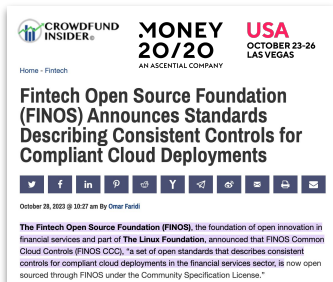 CROWDFUND
INSIDER®
MONEY
20/20
AN ASCENTIAL COMPANY
USA
OCTOBER 23-26
LAS VEGAS
Home - Fintech
Fintech Open Source Foundation
(FINOS) Announces Standards
Describing Consistent Controls for
Compliant Cloud Deployments
October 28, 2023 @ 10:27 am By Omar Faridi
The Fintech Open Source Foundation (FINOS), the foundation of open innovation in
financial services and part of The Linux Foundation, announced that FINOS Common
Cloud Controls (FINOS CCC), “a set of open standards that describes consistent
controls for compliant cloud deployments in the financial services sector, is now open
sourced through FINOS under the Community Specification License.”